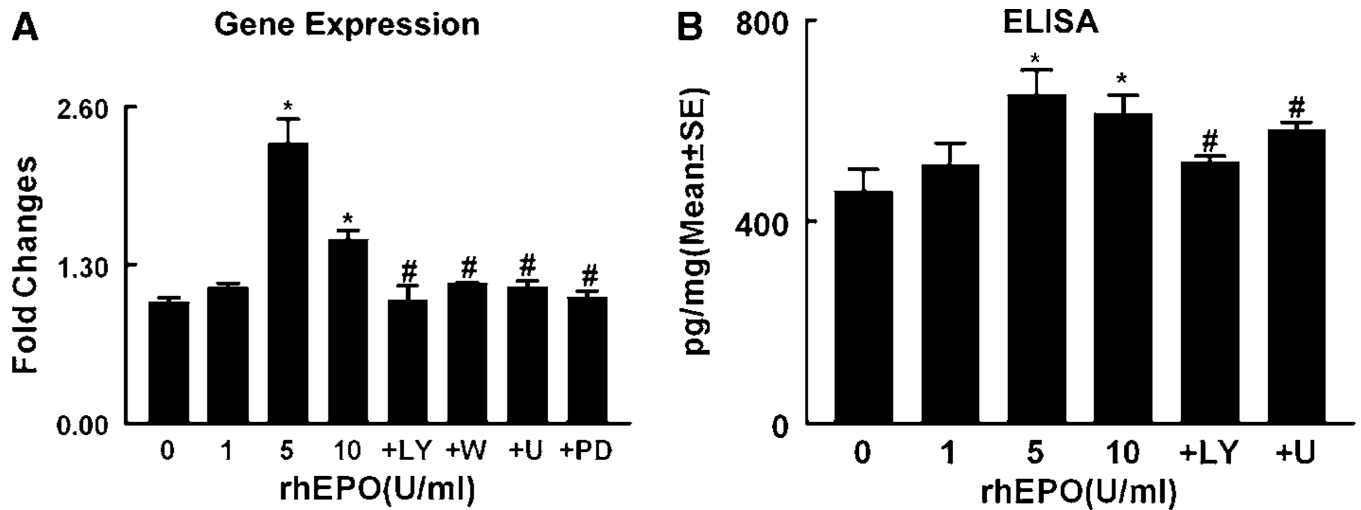 A
Gene Expression
Fold Changes
2.60
1.30
0.00
*
*
#
#
#
#
0 1 5 10 +LY +W +U +PD
rhEPO(U/ml)
B
ELISA
pg/mg(Mean±SE)
800
400
0
*
*
#
#
0 1 5 10 +LY +U
rhEPO(U/ml)